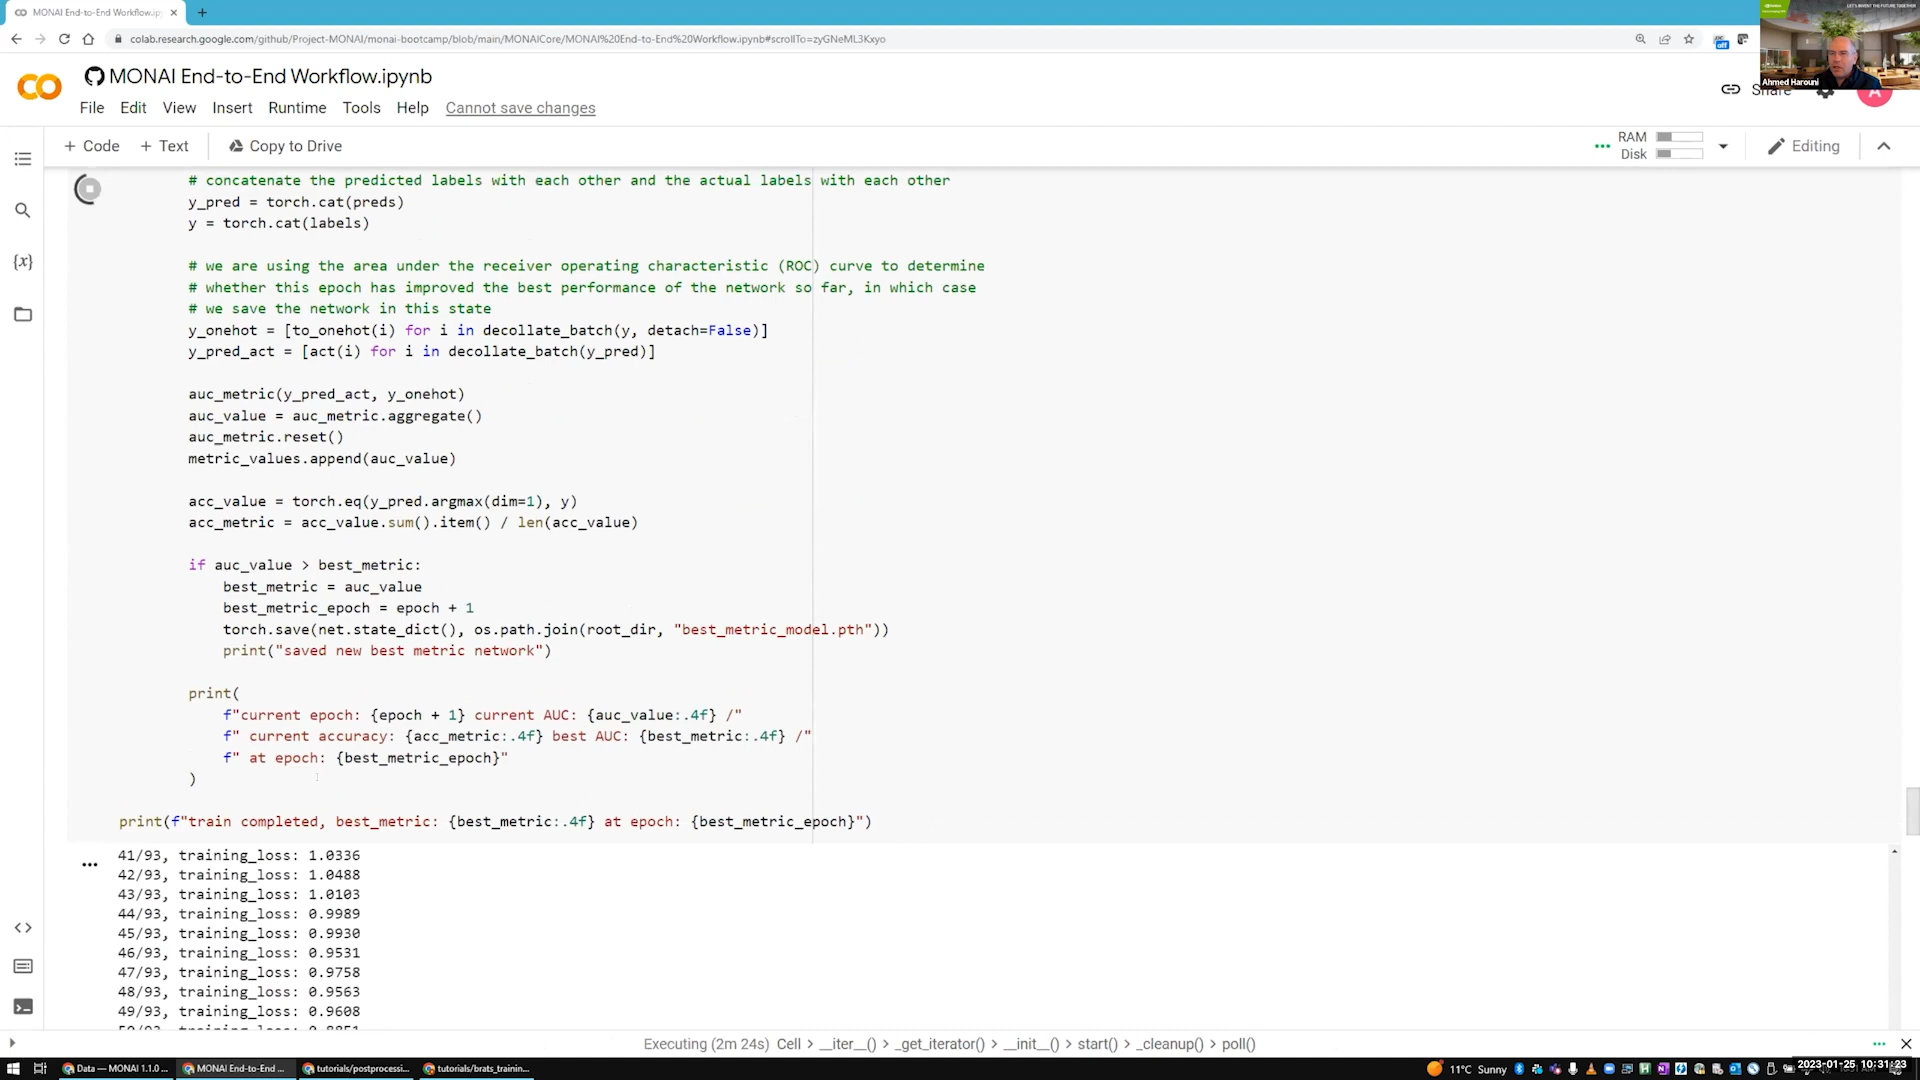 MONAI End-to-End Workflow.ip
colab.research.google.com/github/Project-MONAI/monai-bootcamp/blob/main/MONAICore/MONAI%20End-to-End%20Workflow.ipynb#scrollTo=zyGNeML3Kxyo
off
LET'S INVENT THE FUTURE TOGETHER
Ahmed Harouni
MONAI End-to-End Workflow.ipynb
Share
A
File Edit View Insert Runtime Tools Help Cannot save changes
+ Code + Text Copy to Drive
RAM
Disk
Editing
# concatenate the predicted labels with each other and the actual labels with each other
y_pred = torch.cat(preds)
y = torch.cat(labels)
# we are using the area under the receiver operating characteristic (ROC) curve to determine
# whether this epoch has improved the best performance of the network so far, in which case
# we save the network in this state
y_onehot = [to_onehot(i) for i in decollate_batch(y, detach=False)]
y_pred_act = [act(i) for i in decollate_batch(y_pred)]
auc_metric(y_pred_act, y_onehot)
auc_value = auc_metric.aggregate()
auc_metric.reset()
metric_values.append(auc_value)
acc_value = torch.eq(y_pred.argmax(dim=1), y)
acc_metric = acc_value.sum().item() / len(acc_value)
if auc_value > best_metric:
best_metric = auc_value
best_metric_epoch = epoch + 1
torch.save(net.state_dict(), os.path.join(root_dir, "best_metric_model.pth"))
print("saved new best metric network")
print(
f"current epoch: {epoch + 1} current AUC: {auc_value:.4f} /"
f" current accuracy: {acc_metric:.4f} best AUC: {best_metric:.4f} /"
f" at epoch: {best_metric_epoch}"
)
print(f"train completed, best_metric: {best_metric:.4f} at epoch: {best_metric_epoch}")
41/93, training_loss: 1.0336
42/93, training_loss: 1.0488
43/93, training_loss: 1.0103
44/93, training_loss: 0.9989
45/93, training_loss: 0.9930
46/93, training_loss: 0.9531
47/93, training_loss: 0.9758
48/93, training_loss: 0.9563
49/93, training_loss: 0.9608
50/93, training_loss: 0.8851
Executing (2m 24s) Cell > __iter__() > _get_iterator() > __init__() > start() > _cleanup() > poll()
Data — MONAI 1.1.0 ... MONAI End-to-End ... tutorials/postprocessi... tutorials/brats_trainin...
11°C Sunny
2023-01-25 10:31:23